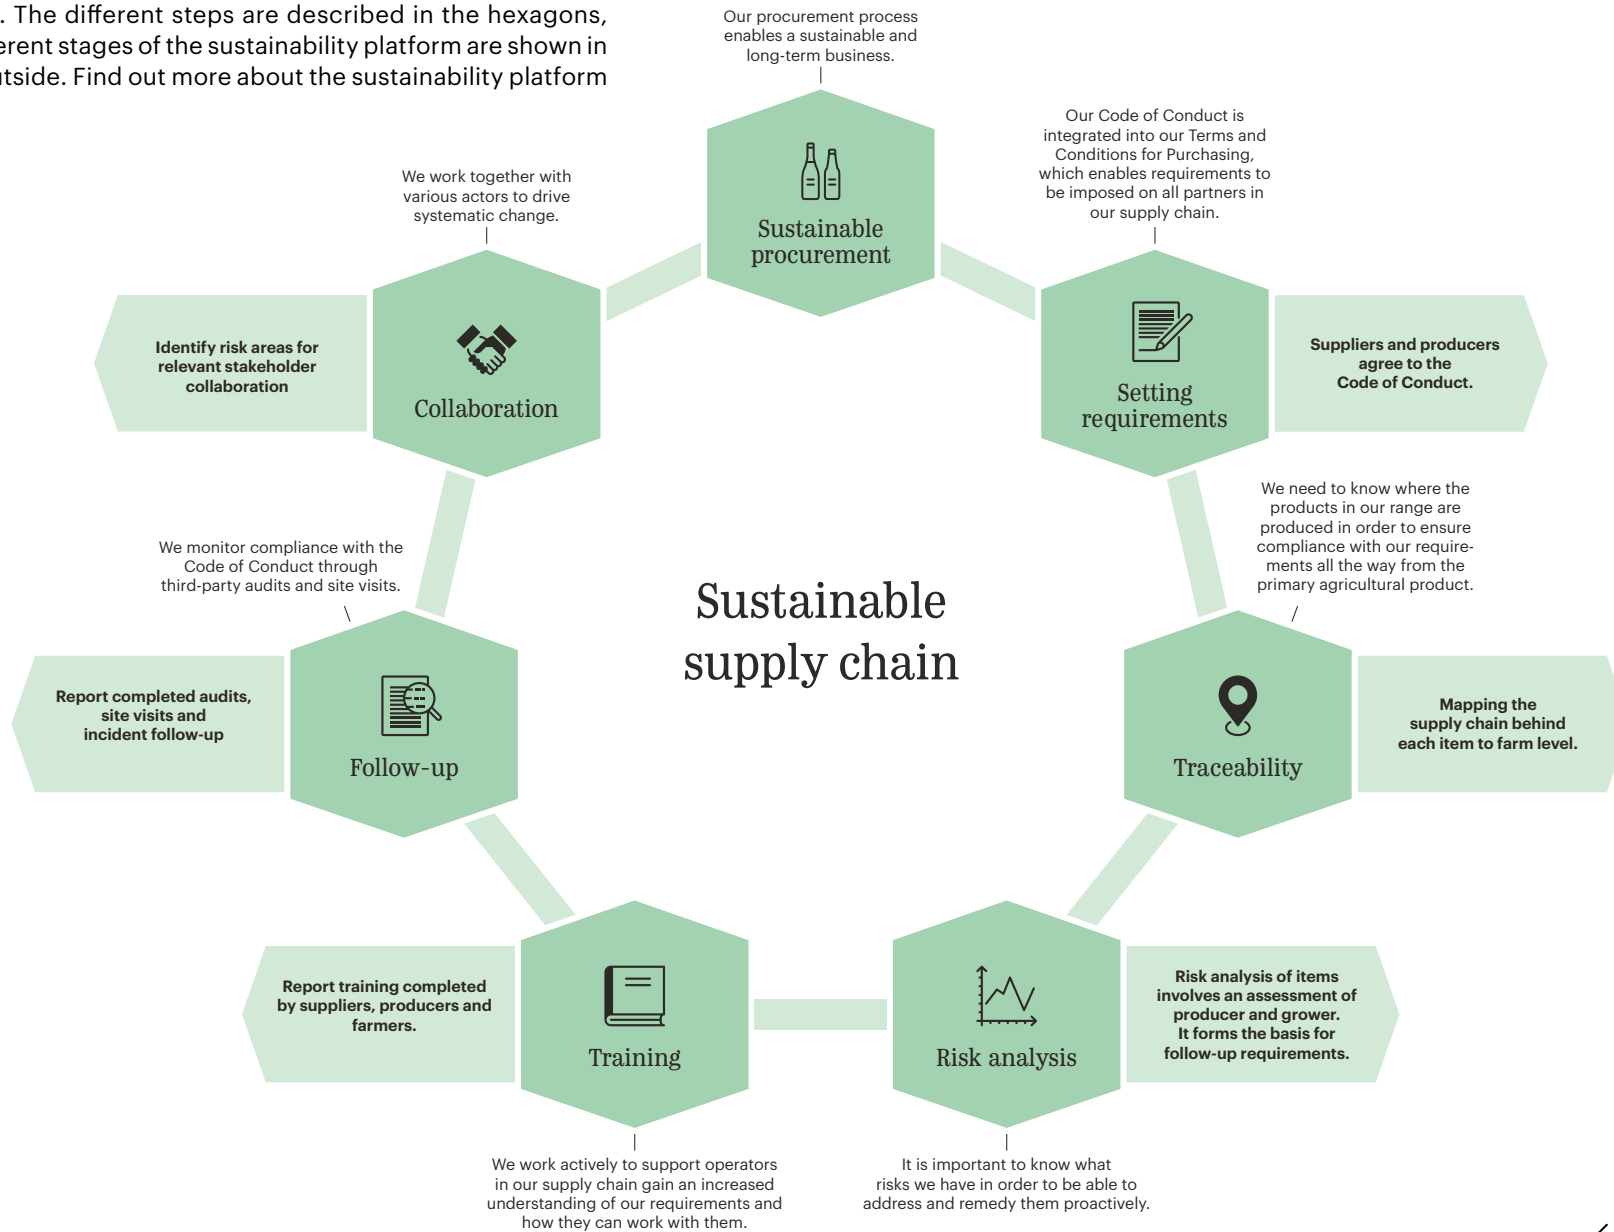 . The different steps are described in the hexagons,
erent stages of the sustainability platform are shown in
utside. Find out more about the sustainability platform
Our procurement process
enables a sustainable and
long-term business.
Sustainable
procurement
Our Code of Conduct is
integrated into our Terms and
Conditions for Purchasing,
which enables requirements to
be imposed on all partners in
our supply chain.
Setting
requirements
Suppliers and producers
agree to the
Code of Conduct.
We need to know where the
products in our range are
produced in order to ensure
compliance with our require-
ments all the way from the
primary agricultural product.
Traceability
Mapping the
supply chain behind
each item to farm level.
Risk analysis
Risk analysis of items
involves an assessment of
producer and grower.
It forms the basis for
follow-up requirements.
It is important to know what
risks we have in order to be able to
address and remedy them proactively.
Training
Report training completed
by suppliers, producers and
farmers.
We work actively to support operators
in our supply chain gain an increased
understanding of our requirements and
how they can work with them.
We monitor compliance with the
Code of Conduct through
third-party audits and site visits.
Follow-up
Report completed audits,
site visits and
incident follow-up
We work together with
various actors to drive
systematic change.
Collaboration
Identify risk areas for
relevant stakeholder
collaboration
Sustainable
supply chain